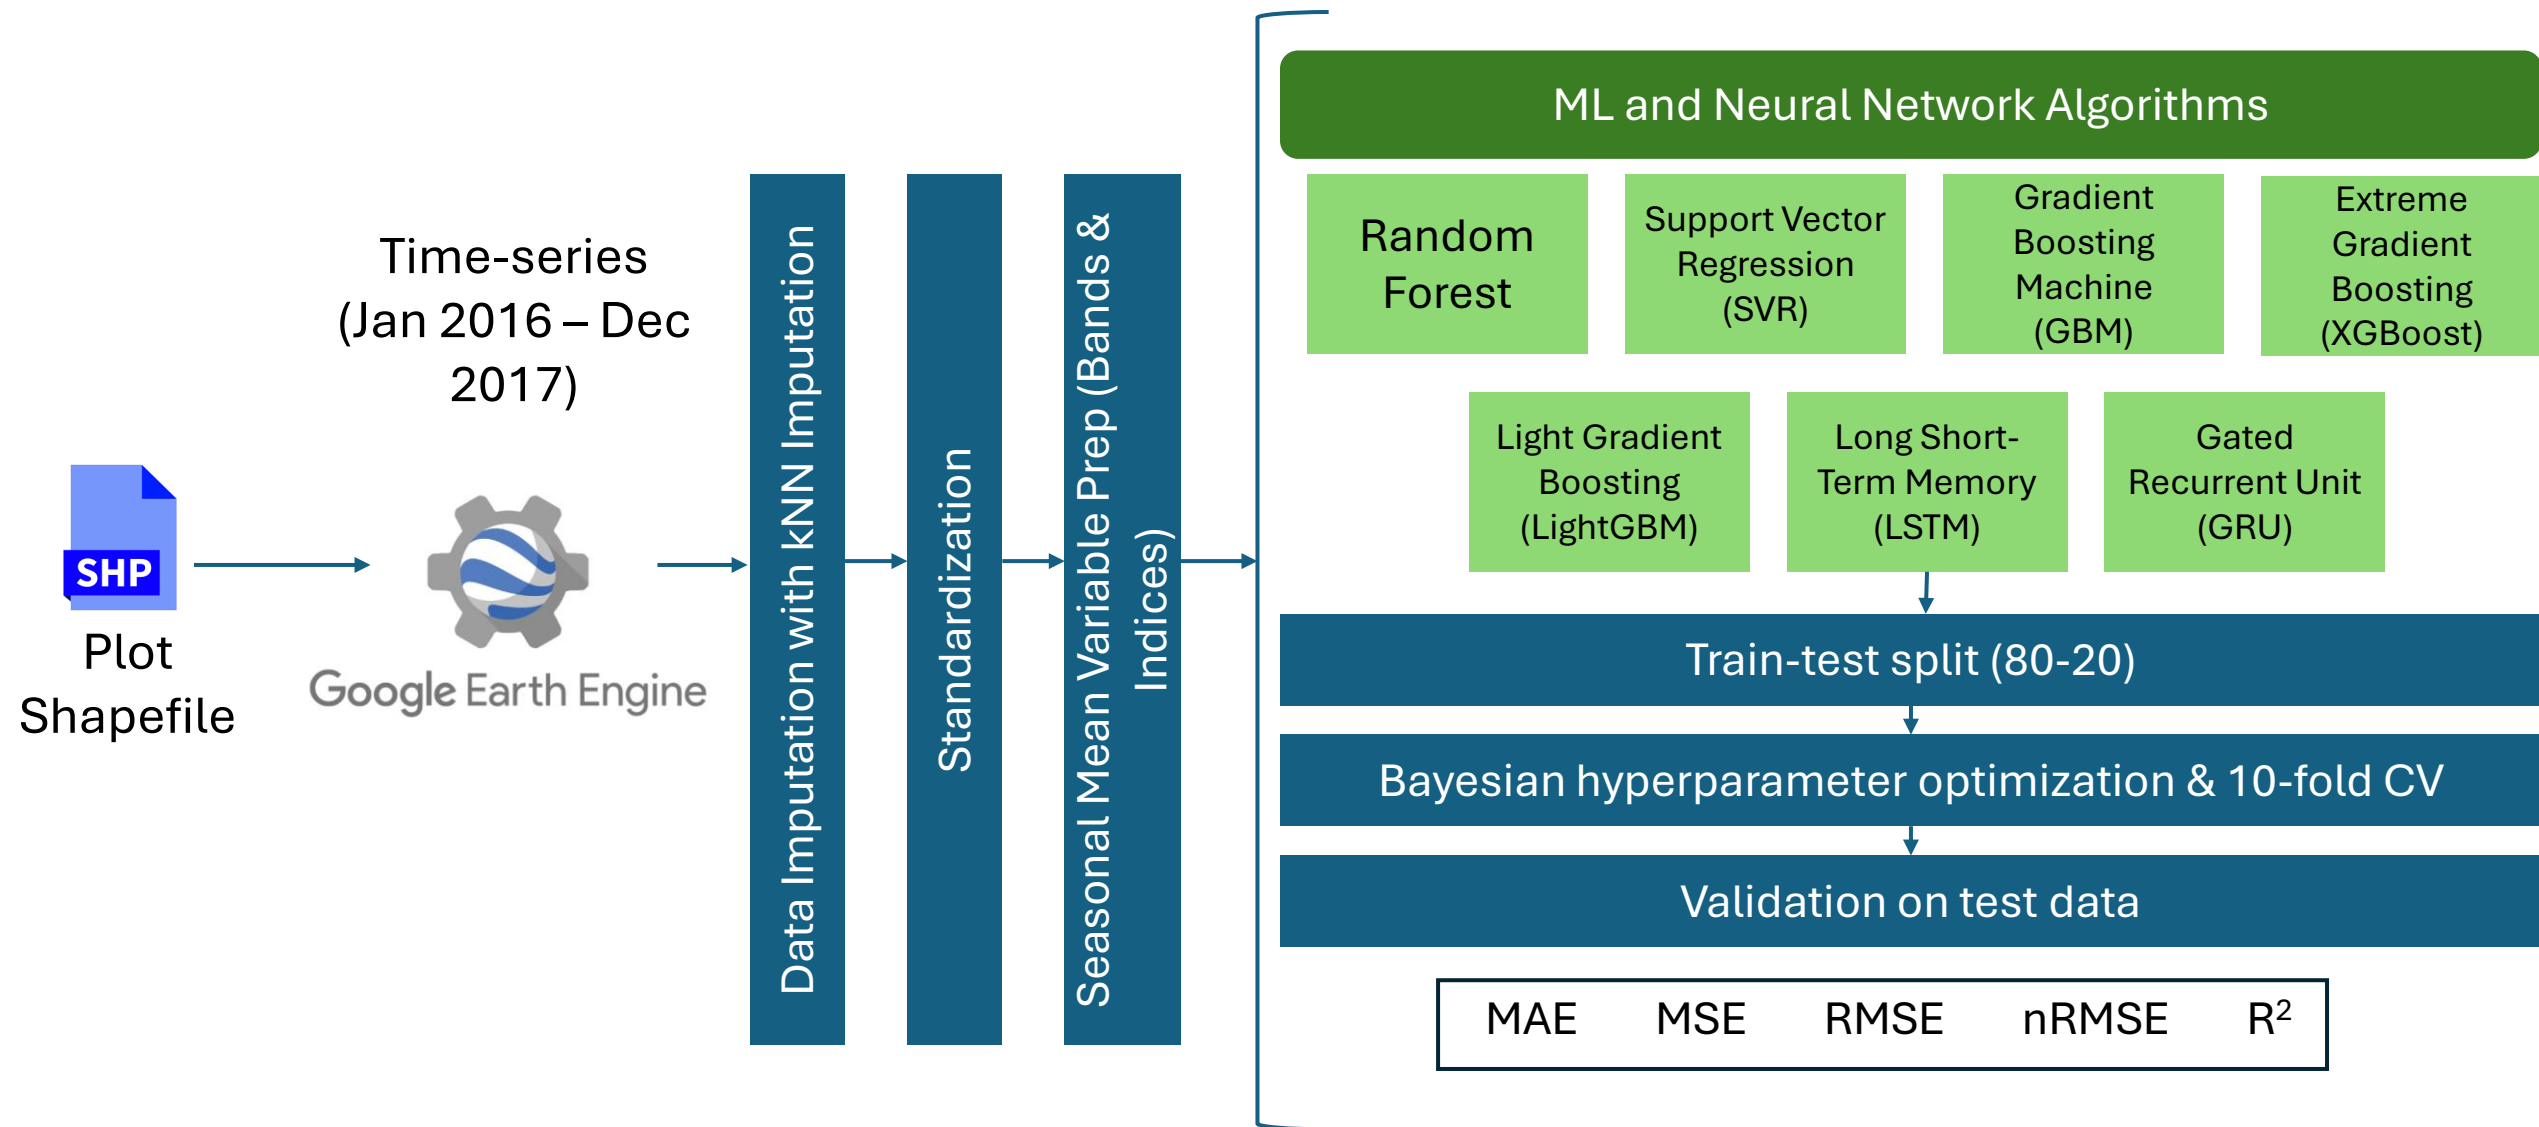 SHP
Plot
Shapefile
Time-series
(Jan 2016 – Dec
2017)
Google Earth Engine
Data Imputation with kNN Imputation
Standardization
Seasonal Mean Variable Prep (Bands &
Indices)
ML and Neural Network Algorithms
Random
Forest
Support Vector
Regression
(SVR)
Gradient
Boosting
Machine
(GBM)
Extreme
Gradient
Boosting
(XGBoost)
Light Gradient
Boosting
(LightGBM)
Long Short-
Term Memory
(LSTM)
Gated
Recurrent Unit
(GRU)
Train-test split (80-20)
Bayesian hyperparameter optimization & 10-fold CV
Validation on test data
MAE MSE RMSE nRMSE R²